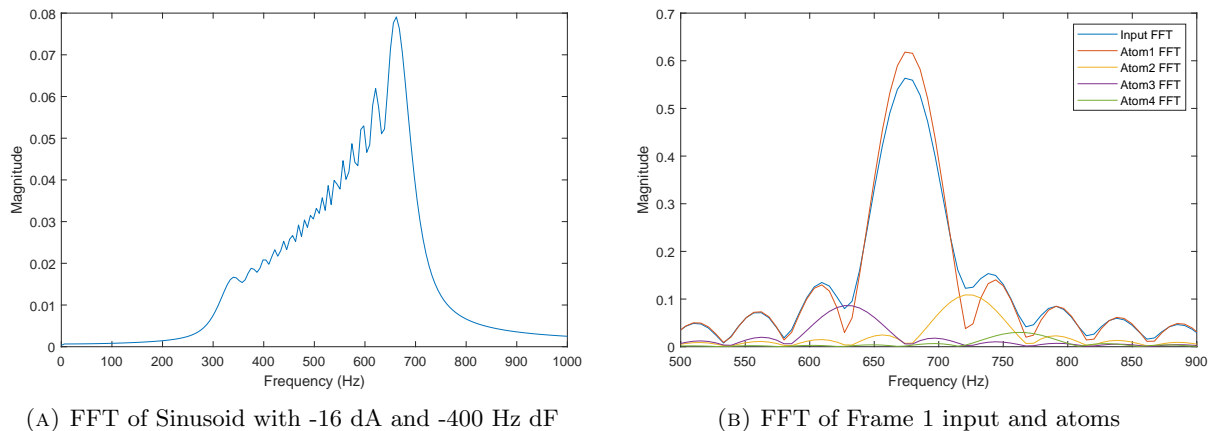 0.08
0.07
0.06
0.05
0.04
0.03
0.02
0.01
0
Magnitude
0 100 200 300 400 500 600 700 800 900 1000
Frequency (Hz)
(A) FFT of Sinusoid with -16 dA and -400 Hz dF
0.7
0.6
0.5
0.4
0.3
0.2
0.1
0
Magnitude
Input FFT
Atom1 FFT
Atom2 FFT
Atom3 FFT
Atom4 FFT
500 550 600 650 700 750 800 850 900
Frequency (Hz)
(B) FFT of Frame 1 input and atoms